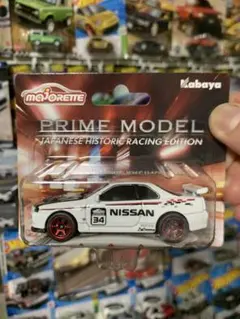 majorette
Kabaya
PRIME MODEL
JAPANESE HISTORIC RACING EDITION
34
NISSAN